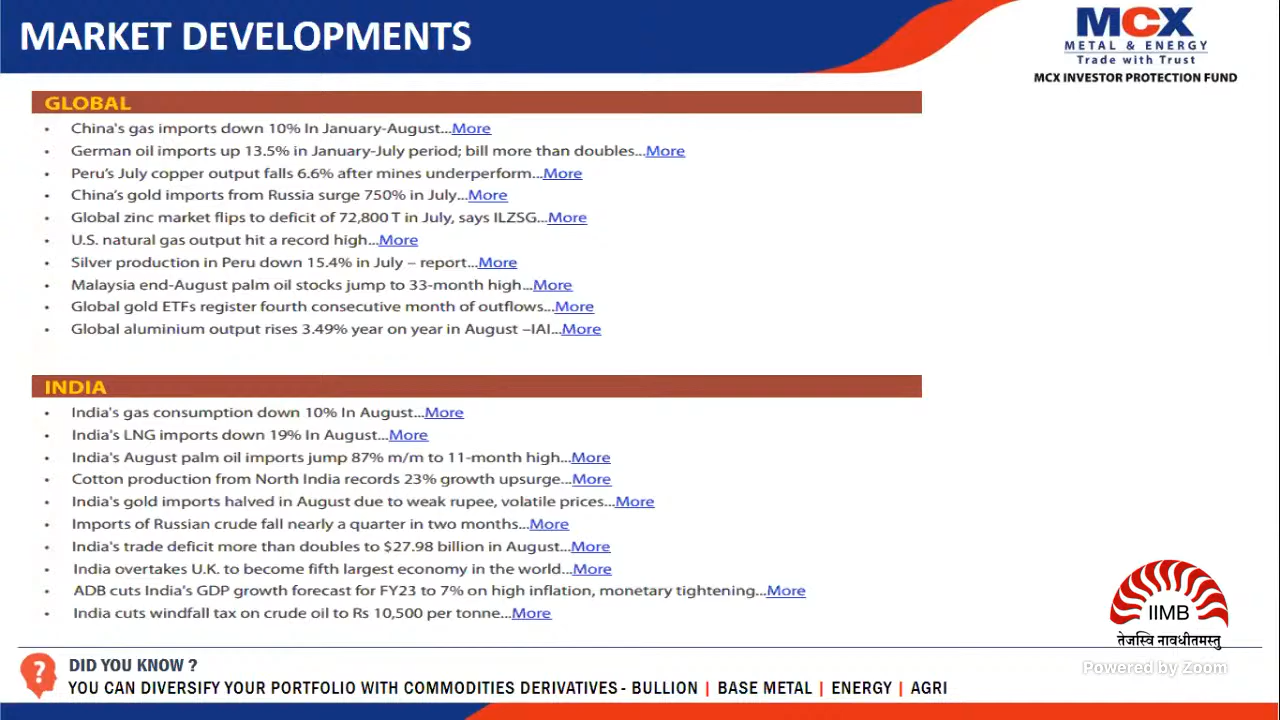 MARKET DEVELOPMENTS
MCX
METAL & ENERGY
Trade with Trust
MCX INVESTOR PROTECTION FUND
GLOBAL
• China's gas imports down 10% In January-August...More
• German oil imports up 13.5% in January-July period; bill more than doubles...More
• Peru's July copper output falls 6.6% after mines underperform...More
• China's gold imports from Russia surge 750% in July...More
• Global zinc market flips to deficit of 72,800 T in July, says ILZSG...More
• U.S. natural gas output hit a record high...More
• Silver production in Peru down 15.4% in July – report...More
• Malaysia end-August palm oil stocks jump to 33-month high...More
• Global gold ETFs register fourth consecutive month of outflows...More
• Global aluminium output rises 3.49% year on year in August –IAI...More
INDIA
• India's gas consumption down 10% In August...More
• India's LNG imports down 19% In August...More
• India's August palm oil imports jump 87% m/m to 11-month high...More
• Cotton production from North India records 23% growth upsurge...More
• India's gold imports halved in August due to weak rupee, volatile prices...More
• Imports of Russian crude fall nearly a quarter in two months...More
• India's trade deficit more than doubles to $27.98 billion in August...More
• India overtakes U.K. to become fifth largest economy in the world...More
• ADB cuts India's GDP growth forecast for FY23 to 7% on high inflation, monetary tightening...More
• India cuts windfall tax on crude oil to Rs 10,500 per tonne...More
IIMB
तेजस्वि नावधीतमस्तु
Powered by Zoom
?
DID YOU KNOW ?
YOU CAN DIVERSIFY YOUR PORTFOLIO WITH COMMODITIES DERIVATIVES - BULLION | BASE METAL | ENERGY | AGRI